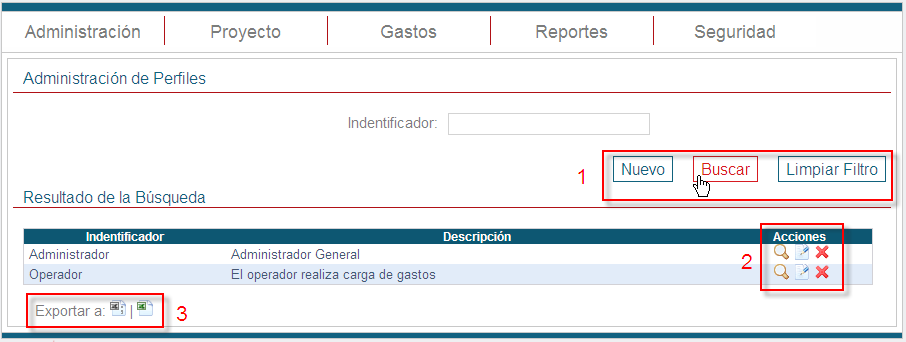 Administración Proyecto Gastos Reportes Seguridad
Administración de Perfiles
Indentificador:
1 Nuevo Buscar Limpiar Filtro
Resultado de la Búsqueda
Indentificador Descripción Acciones
Administrador Administrador General
2
Operador El operador realiza carga de gastos
Exportar a: | 3